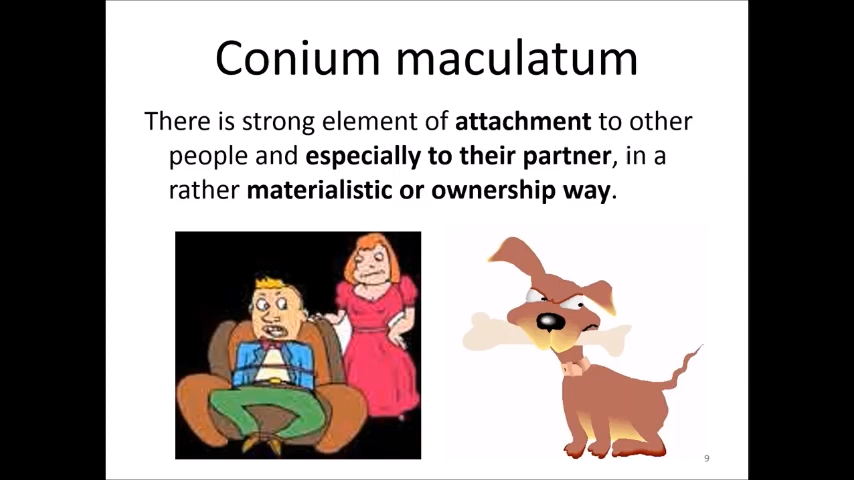 Conium maculatum
There is strong element of attachment to other
people and especially to their partner, in a
rather materialistic or ownership way.
9